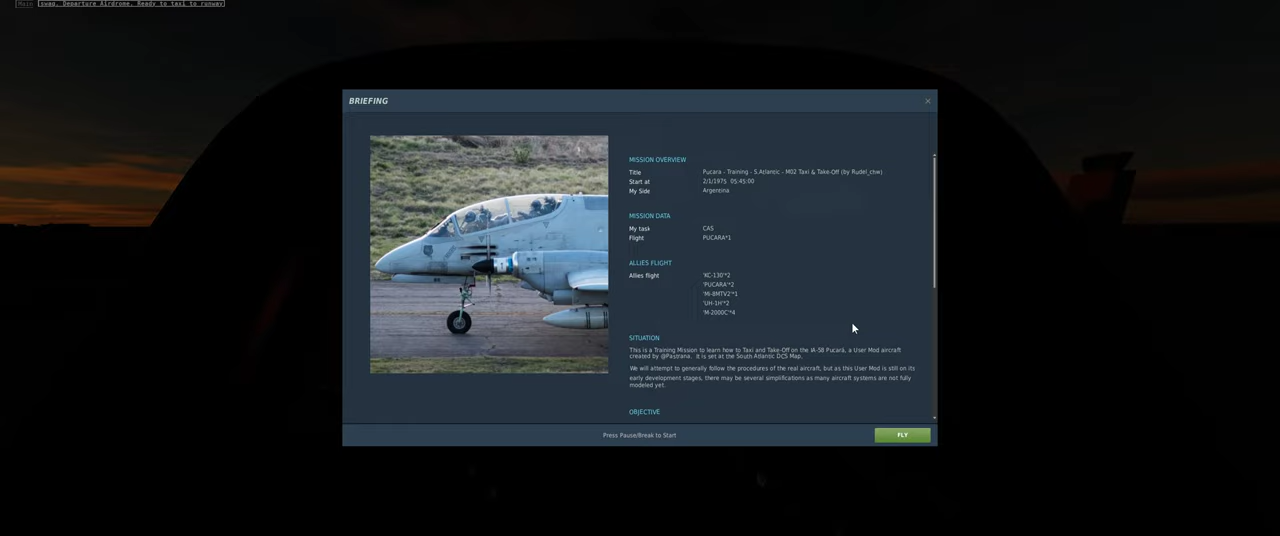 Main swag, Departure Airdrome, Ready to taxi to runway
BRIEFING
MISSION OVERVIEW
Title Pucara - Training - S.Atlantic - M02 Taxi & Take-Off (by Rudel_chw)
Start at 2/1/1975 05:45:00
My Side Argentina
MISSION DATA
My task CAS
Flight PUCARA*1
ALLIES FLIGHT
Allies flight 'KC-130'*2
'PUCARA'*2
'Mi-8MTV2'*1
'UH-1H'*2
'M-2000C'*4
SITUATION
This is a Training Mission to learn how to Taxi and Take-Off on the IA-58 Pucará, a User Mod aircraft
created by @Pastrana. It is set at the South Atlantic DCS Map.
We will attempt to generally follow the procedures of the real aircraft, but as this User Mod is still on its
early development stages, there may be several simplifications as many aircraft systems are not fully
modeled yet.
OBJECTIVE
Press Pause/Break to Start
FLY